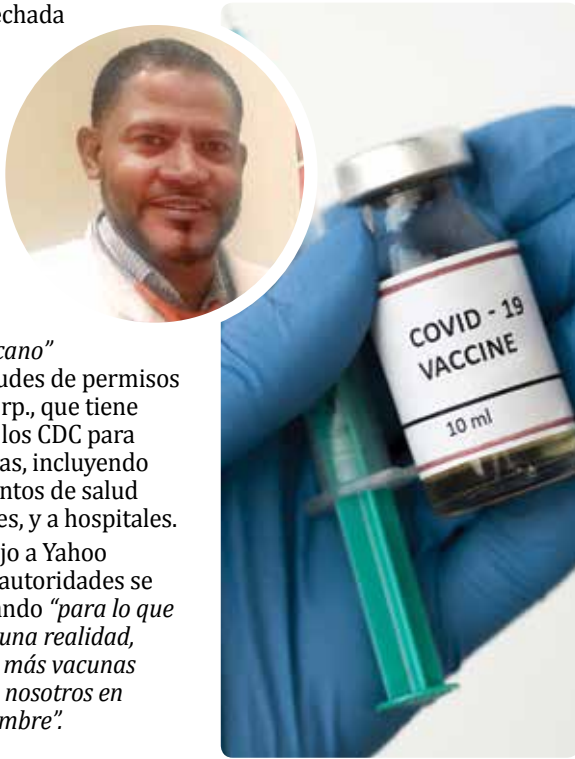 echada
cano”
udes de permisos
rp., que tiene
los CDC para
as, incluyendo
ntos de salud
es, y a hospitales.
jo a Yahoo
autoridades se
ando “para lo que
una realidad,
más vacunas
nosotros en
mbre”.
COVID - 19
VACCINE
10 ml